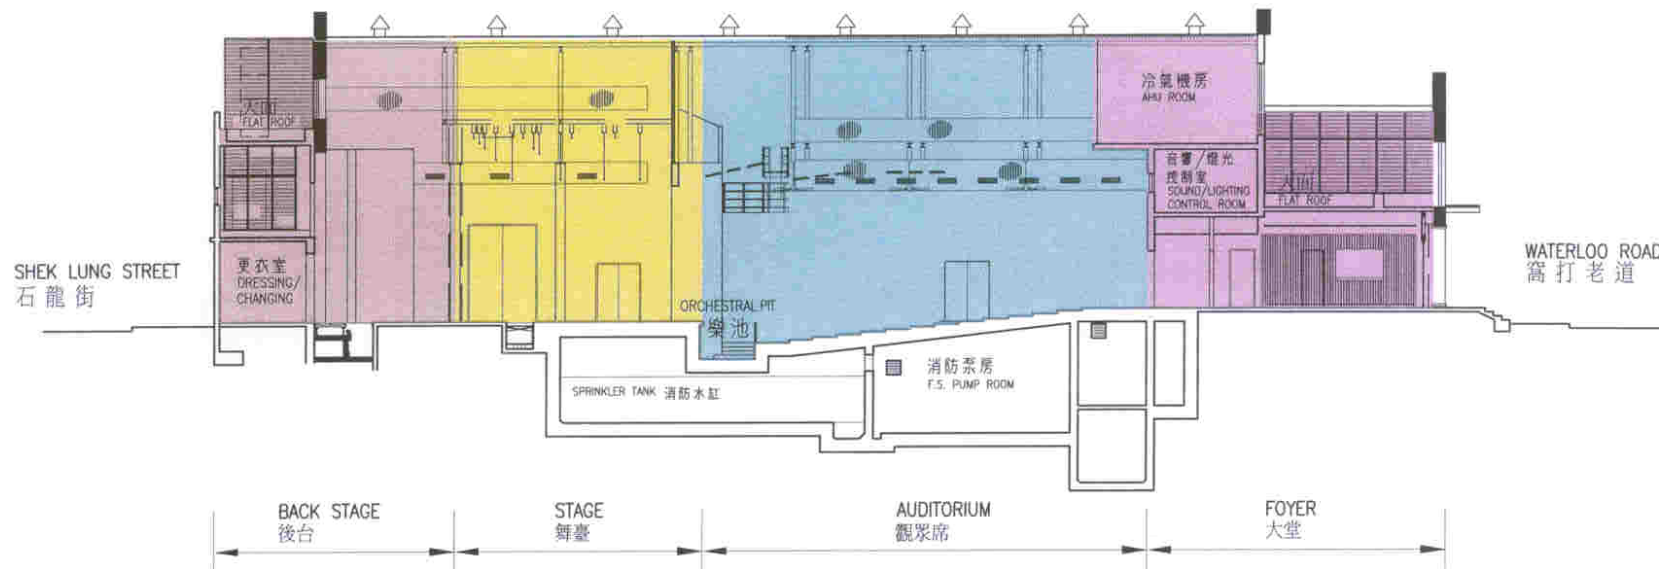 天面
FLAT ROOF
冷氣機房
AHU ROOM
音響/燈光
控制室
SOUND/LIGHTING
CONTROL ROOM
天面
FLAT ROOF
SHEK LUNG STREET
石龍街
更衣室
DRESSING/
CHANGING
ORCHESTRAL PIT
樂池
WATERLOO ROAD
窩打老道
SPRINKLER TANK 消防水缸
消防泵房
F.S. PUMP ROOM
BACK STAGE
後台
STAGE
舞臺
AUDITORIUM
觀眾席
FOYER
大堂